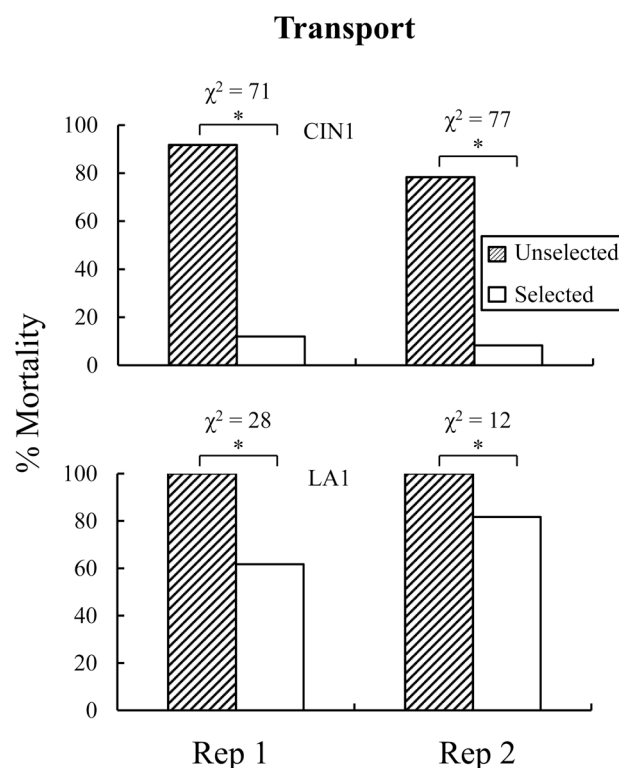 Transport
χ² = 71
*
CIN1
χ² = 77
*
100
80
60
40
20
0
Unselected
Selected
% Mortality
χ² = 28
*
LA1
χ² = 12
*
100
80
60
40
20
0
Rep 1
Rep 2